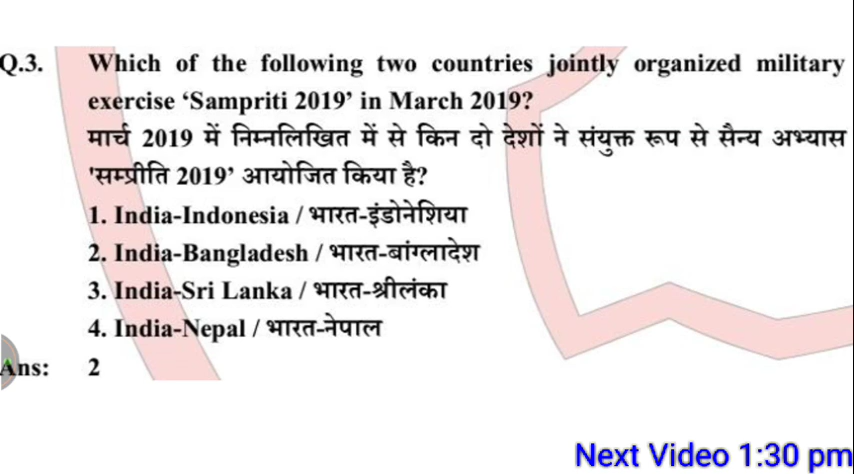 Q.3. Which of the following two countries jointly organized military
exercise ‘Sampriti 2019’ in March 2019?
मार्च 2019 में निम्नलिखित में से किन दो देशों ने संयुक्त रूप से सैन्य अभ्यास
'सम्प्रीति 2019’ आयोजित किया है?
1. India-Indonesia / भारत-इंडोनेशिया
2. India-Bangladesh / भारत-बांग्लादेश
3. India-Sri Lanka / भारत-श्रीलंका
4. India-Nepal / भारत-नेपाल
Ans: 2
Next Video 1:30 pm